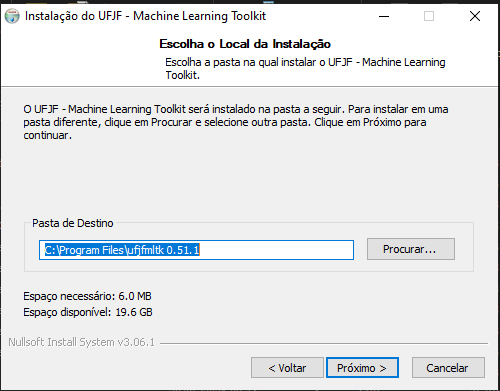 Instalação do UFJF - Machine Learning Toolkit
Escolha o Local da Instalação
Escolha a pasta na qual instalar o UFJF - Machine Learning
Toolkit.
O UFJF - Machine Learning Toolkit será instalado na pasta a seguir. Para instalar em uma
pasta diferente, clique em Procurar e selecione outra pasta. Clique em Próximo para
continuar.
Pasta de Destino
C:\Program Files\ufjfmltk 0.51.1
Procurar...
Espaço necessário: 6.0 MB
Espaço disponível: 19.6 GB
Nullsoft Install System v3.06.1
< Voltar
Próximo >
Cancelar